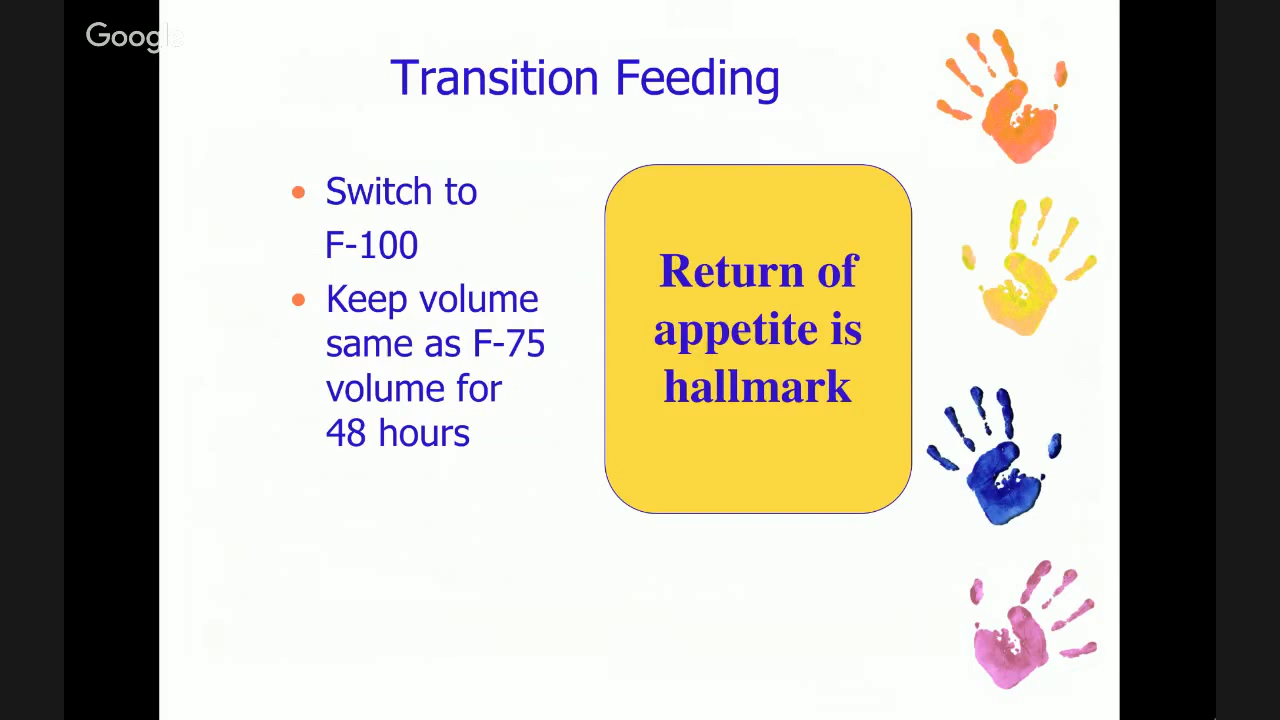 Google
Transition Feeding
• Switch to
F-100
• Keep volume
same as F-75
volume for
48 hours
Return of
appetite is
hallmark